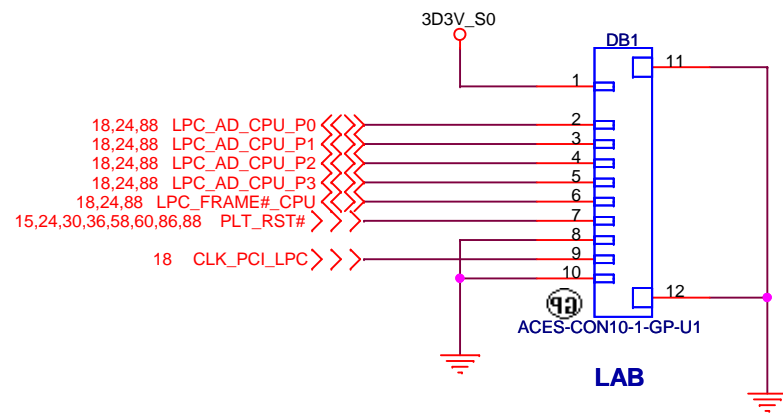 3D3V_S0
DB1
11
1
18,24,88 LPC_AD_CPU_P0 2
18,24,88 LPC_AD_CPU_P1 3
18,24,88 LPC_AD_CPU_P2 4
18,24,88 LPC_AD_CPU_P3 5
18,24,88 LPC_FRAME#_CPU 6
15,24,30,36,58,60,86,88 PLT_RST# 7
8
18 CLK_PCI_LPC 9
10
12
GP
ACES-CON10-1-GP-U1
LAB